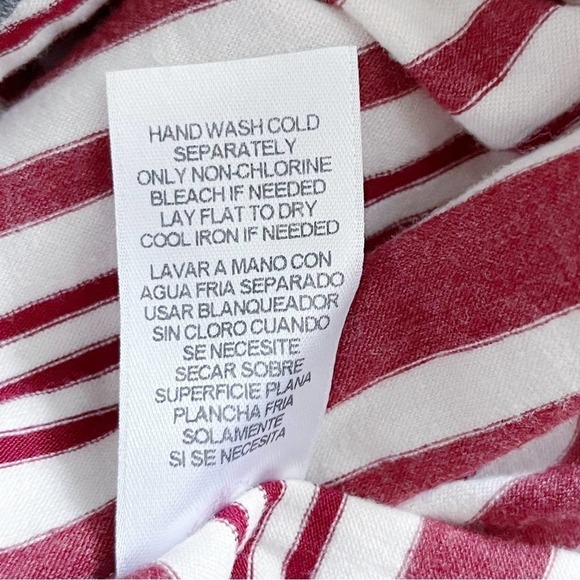 HAND WASH COLD
SEPARATELY
ONLY NON-CHLORINE
BLEACH IF NEEDED
LAY FLAT TO DRY
COOL IRON IF NEEDED
LAVAR A MANO CON
AGUA FRIA SEPARADO
USAR BLANQUEADOR
SIN CLORO CUANDO
SE NECESITE
SECAR SOBRE
SUPERFICIE PLANA
PLANCHA FRIA
SOLAMENTE
SI SE NECESITA